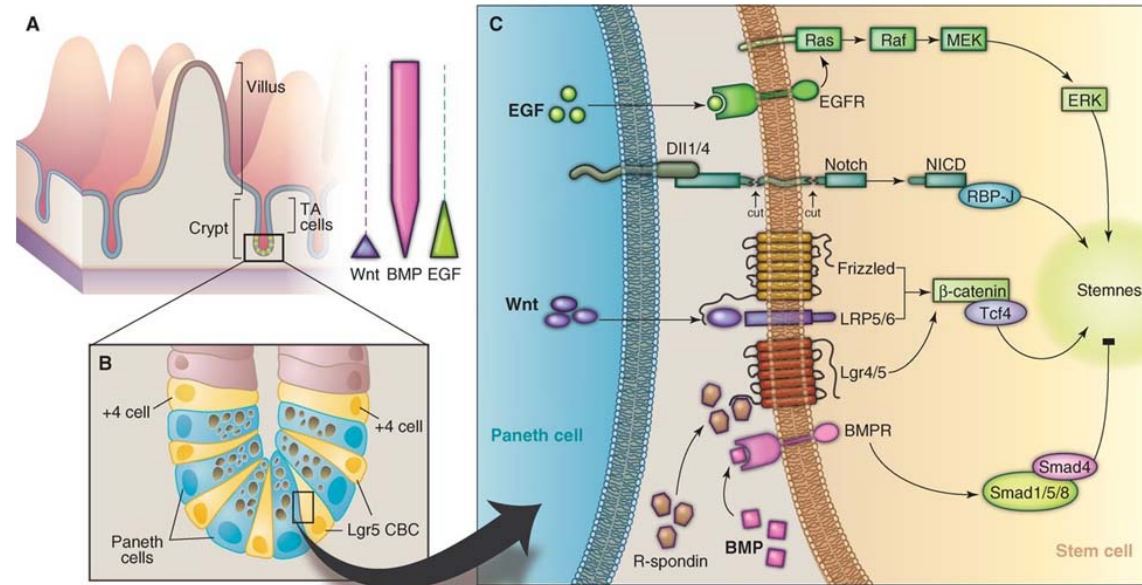 A
Villus
Crypt
TA
cells
Wnt
BMP
EGF
B
+4 cell
+4 cell
Paneth
cells
Lgr5 CBC
C
Ras
Raf
MEK
EGF
EGFR
ERK
Dll1/4
Notch
NICD
RBP-J
cut
cut
Frizzled
Wnt
LRP5/6
β-catenin
Tcf4
Stemnes
Lgr4/5
Paneth cell
BMPR
Smad4
Smad1/5/8
R-spondin
BMP
Stem cell